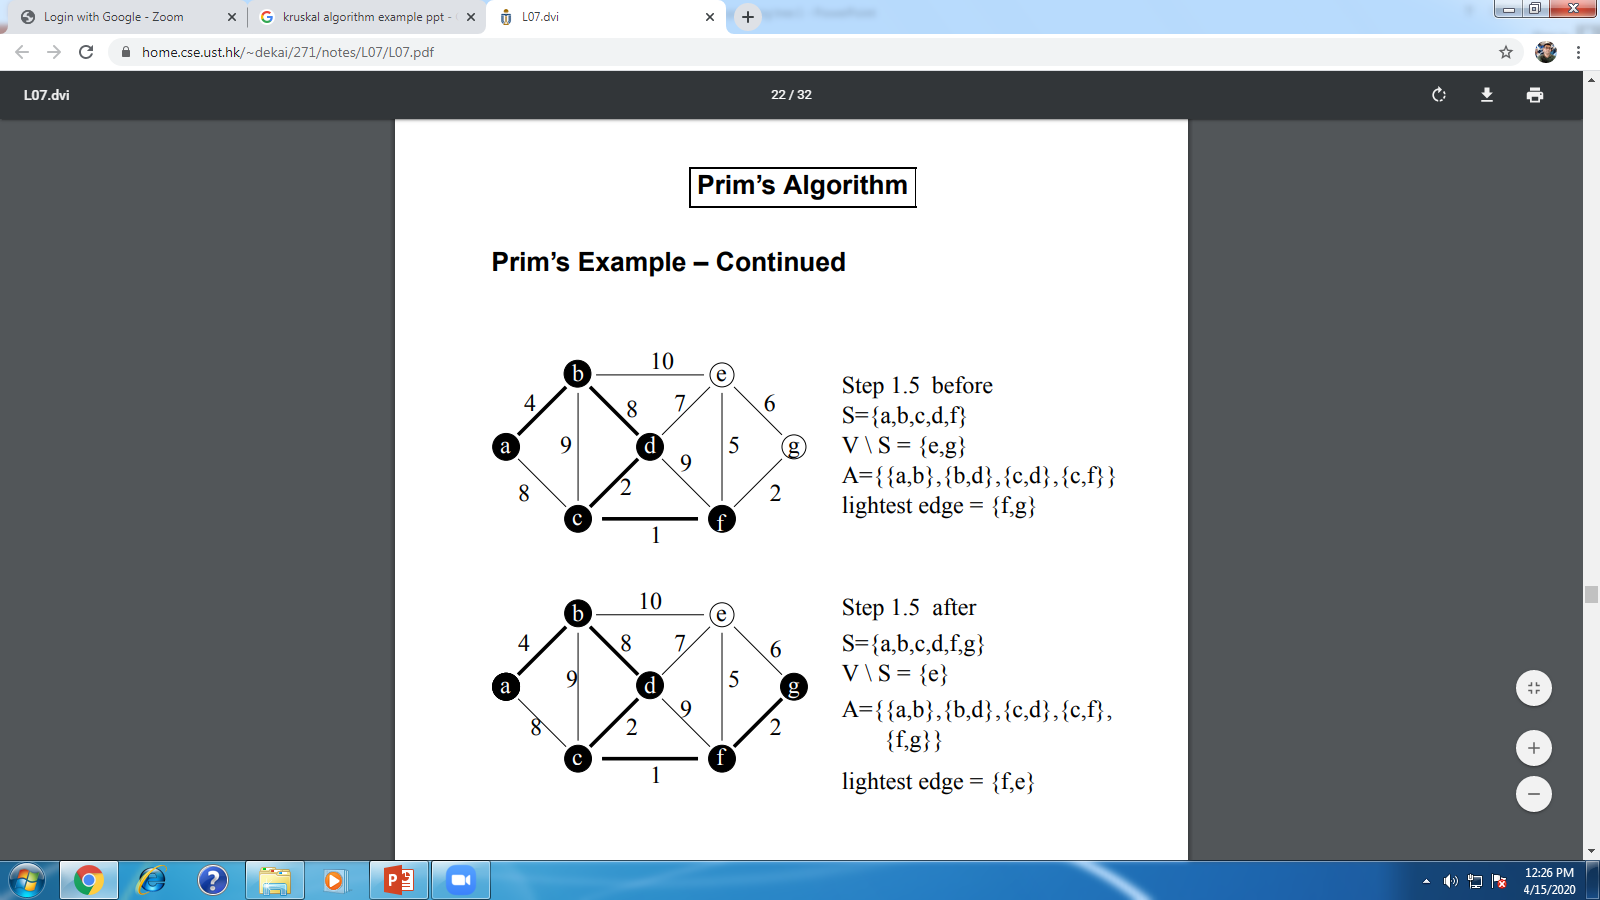 Login with Google - Zoom
kruskal algorithm example ppt -
L07.dvi
home.cse.ust.hk/~dekai/271/notes/L07/L07.pdf
L07.dvi
22 / 32
Prim's Algorithm
Prim's Example – Continued
10
b
e
4
8
7
6
a
9
d
5
g
9
8
2
2
c
f
1
Step 1.5 before
S={a,b,c,d,f}
V \ S = {e,g}
A={{a,b},{b,d},{c,d},{c,f}}
lightest edge = {f,g}
10
b
e
4
8
7
6
a
9
d
5
g
9
8
2
2
c
f
1
Step 1.5 after
S={a,b,c,d,f,g}
V \ S = {e}
A={{a,b},{b,d},{c,d},{c,f},
{f,g}}
lightest edge = {f,e}
12:26 PM
4/15/2020